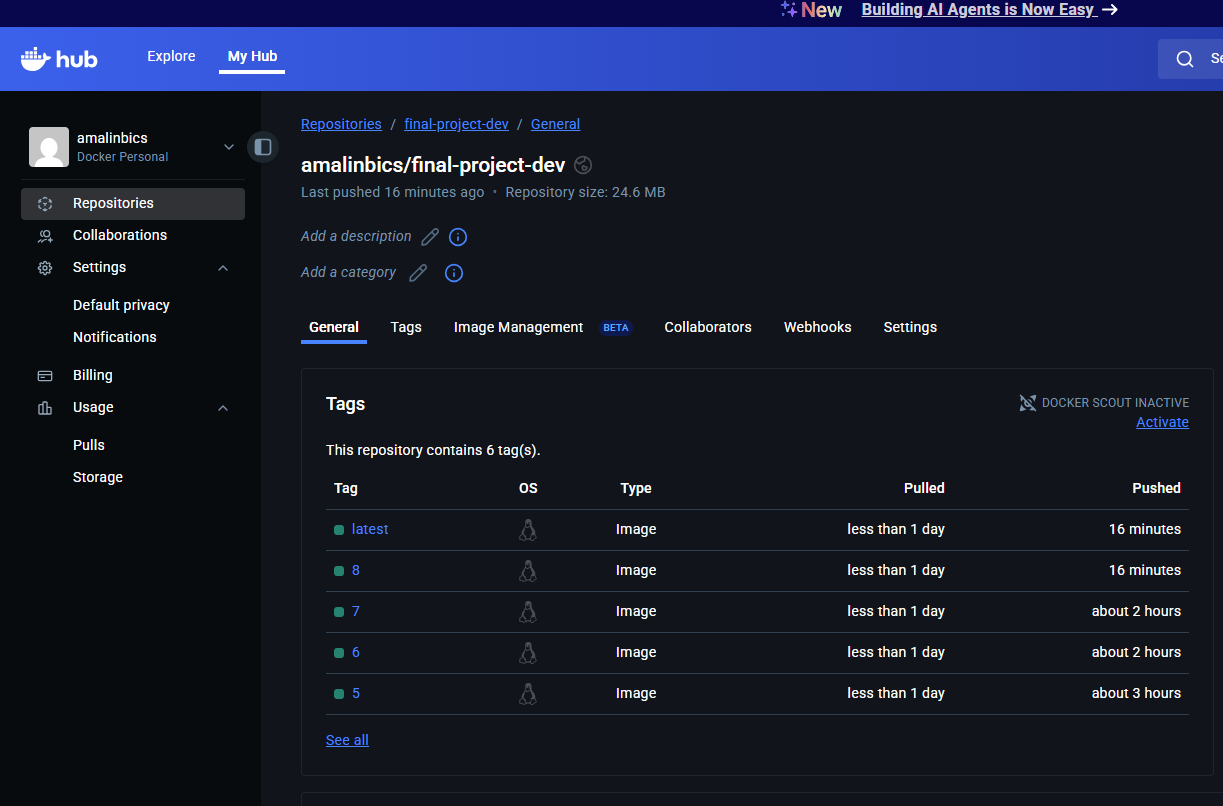 New Building AI Agents is Now Easy →
hub Explore My Hub
amalinbics
Docker Personal
Repositories
Collaborations
Settings
Default privacy
Notifications
Billing
Usage
Pulls
Storage
Repositories / final-project-dev / General
amalinbics/final-project-dev
Last pushed 16 minutes ago • Repository size: 24.6 MB
Add a description
Add a category
General Tags Image Management BETA Collaborators Webhooks Settings
Tags
DOCKER SCOUT INACTIVE
Activate
This repository contains 6 tag(s).
Tag OS Type Pulled Pushed
latest Image less than 1 day 16 minutes
8 Image less than 1 day 16 minutes
7 Image less than 1 day about 2 hours
6 Image less than 1 day about 2 hours
5 Image less than 1 day about 3 hours
See all